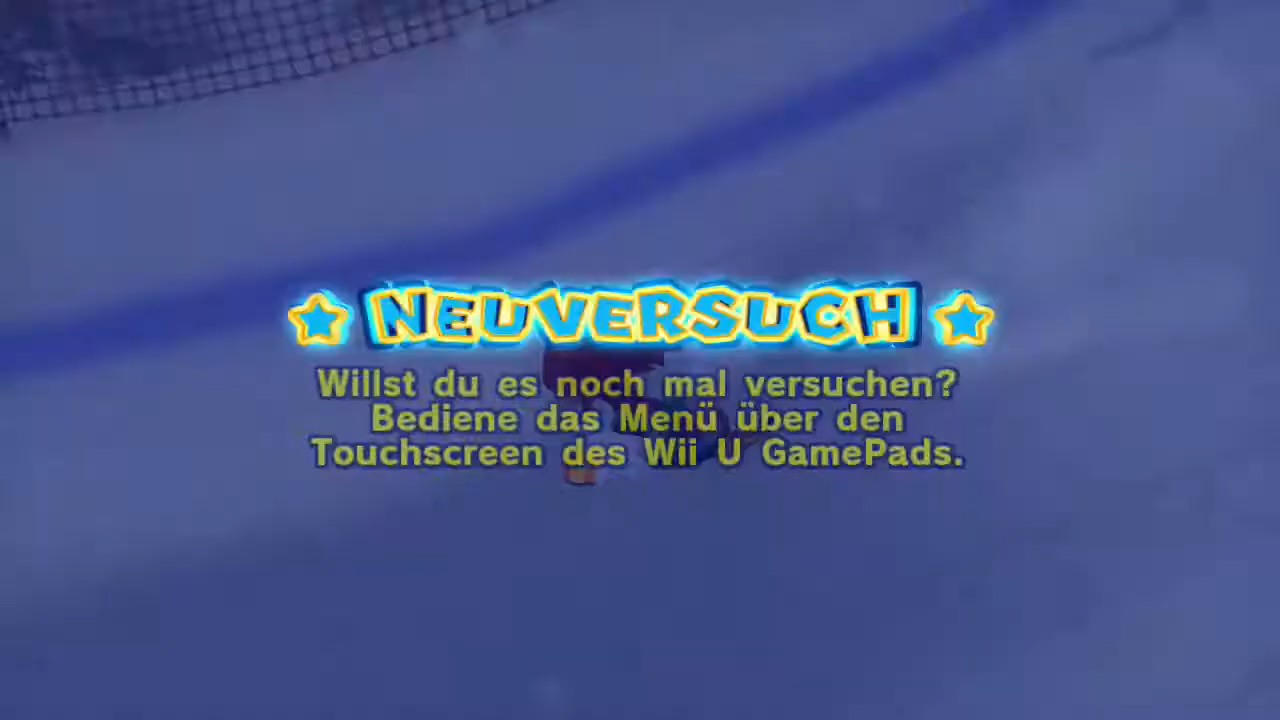 NEUVERSUCH
Willst du es noch mal versuchen?
Bediene das Menü über den
Touchscreen des Wii U GamePads.